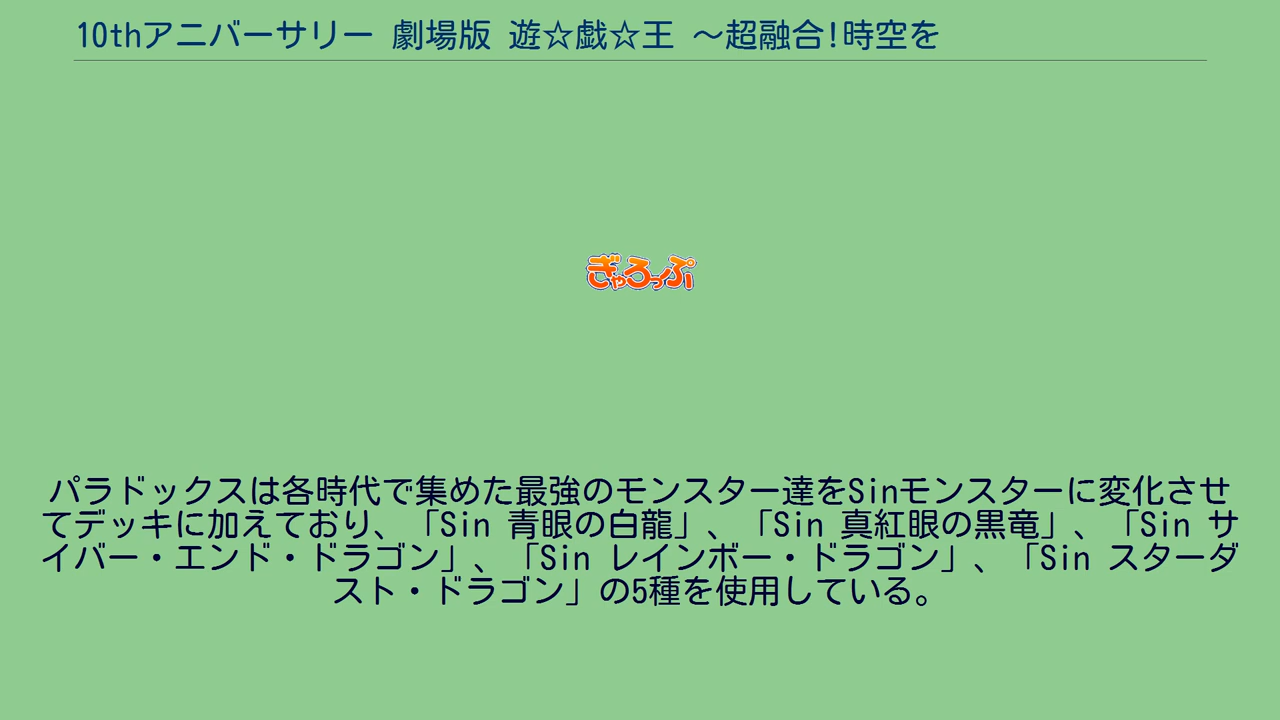 10thアニバーサリー 劇場版 遊☆戯☆王 ～超融合!時空を
ぎゃろっぷ
パラドックスは各時代で集めた最強のモンスター達をSinモンスターに変化させ
てデッキに加えており、「Sin 青眼の白龍」、「Sin 真紅眼の黒竜」、「Sin サ
イバー・エンド・ドラゴン」、「Sin レインボー・ドラゴン」、「Sin スターダ
スト・ドラゴン」の5種を使用している。